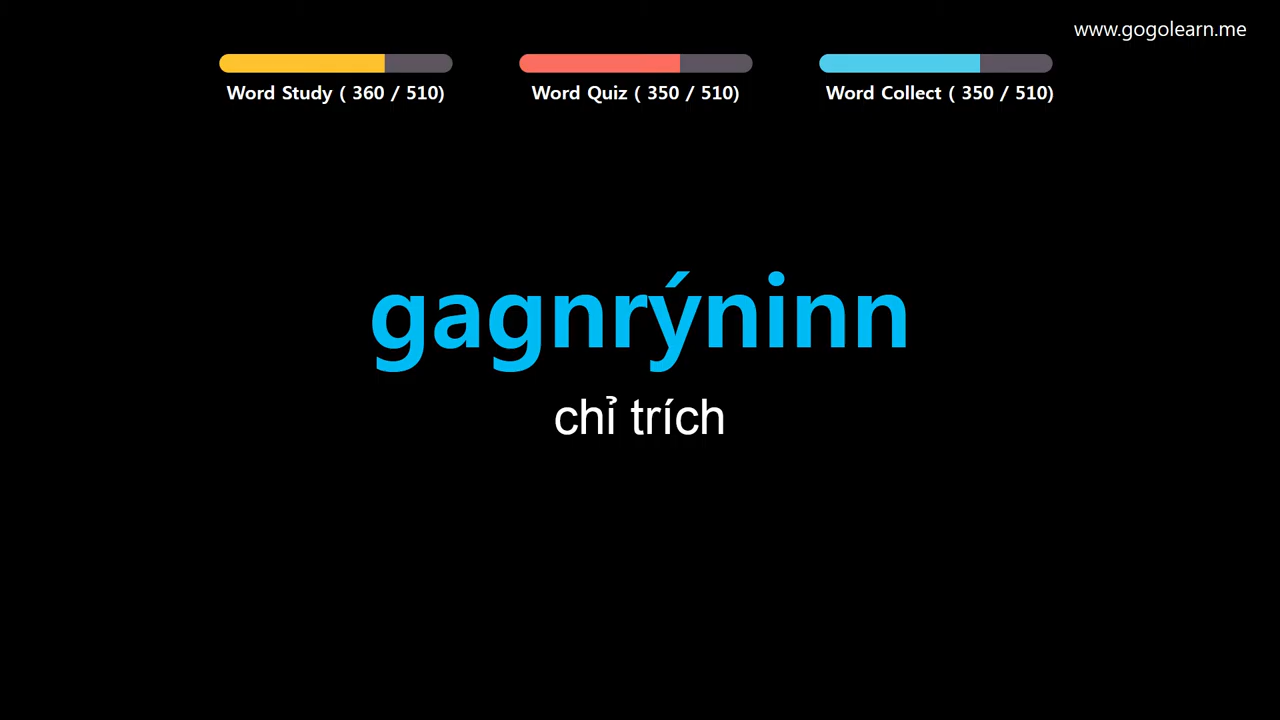 www.gogolearn.me
Word Study ( 360 / 510)
Word Quiz ( 350 / 510)
Word Collect ( 350 / 510)
gagnrýninn
chỉ trích